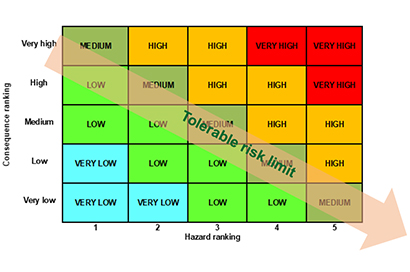 Consequence ranking
Very high MEDIUM HIGH HIGH VERY HIGH VERY HIGH
High LOW MEDIUM HIGH HIGH VERY HIGH
Medium LOW LOW MEDIUM HIGH HIGH
Low VERY LOW LOW LOW MEDIUM HIGH
Very low VERY LOW VERY LOW LOW LOW MEDIUM
Tolerable risk limit
1 2 3 4 5
Hazard ranking